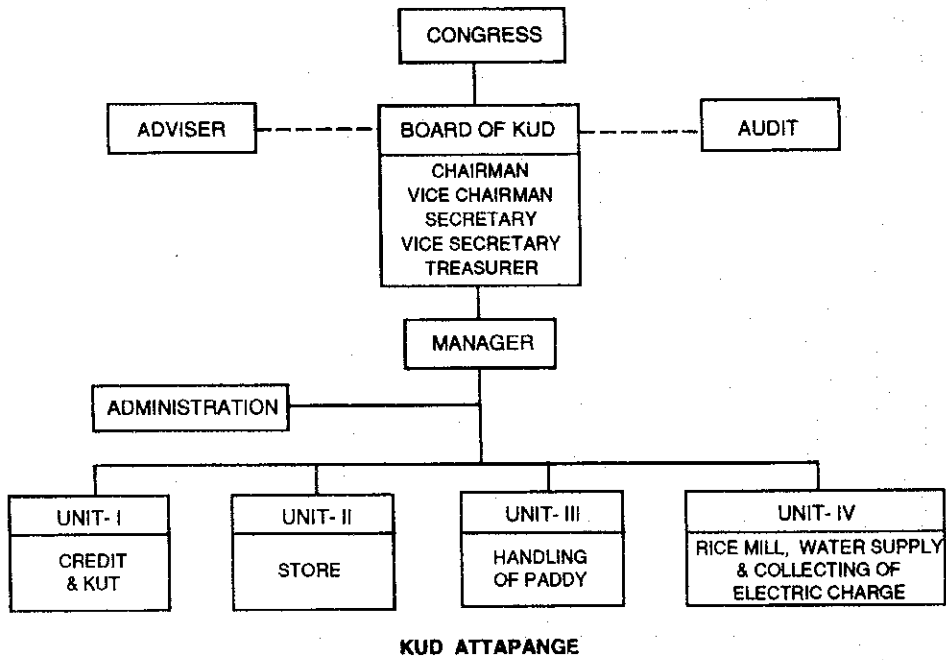 CONGRESS
ADVISER
BOARD OF KUD
AUDIT
CHAIRMAN
VICE CHAIRMAN
SECRETARY
VICE SECRETARY
TREASURER
MANAGER
ADMINISTRATION
UNIT- I
CREDIT
& KUT
UNIT- II
STORE
UNIT- III
HANDLING
OF PADDY
UNIT- IV
RICE MILL, WATER SUPPLY
& COLLECTING OF
ELECTRIC CHARGE
KUD ATTAPANGE